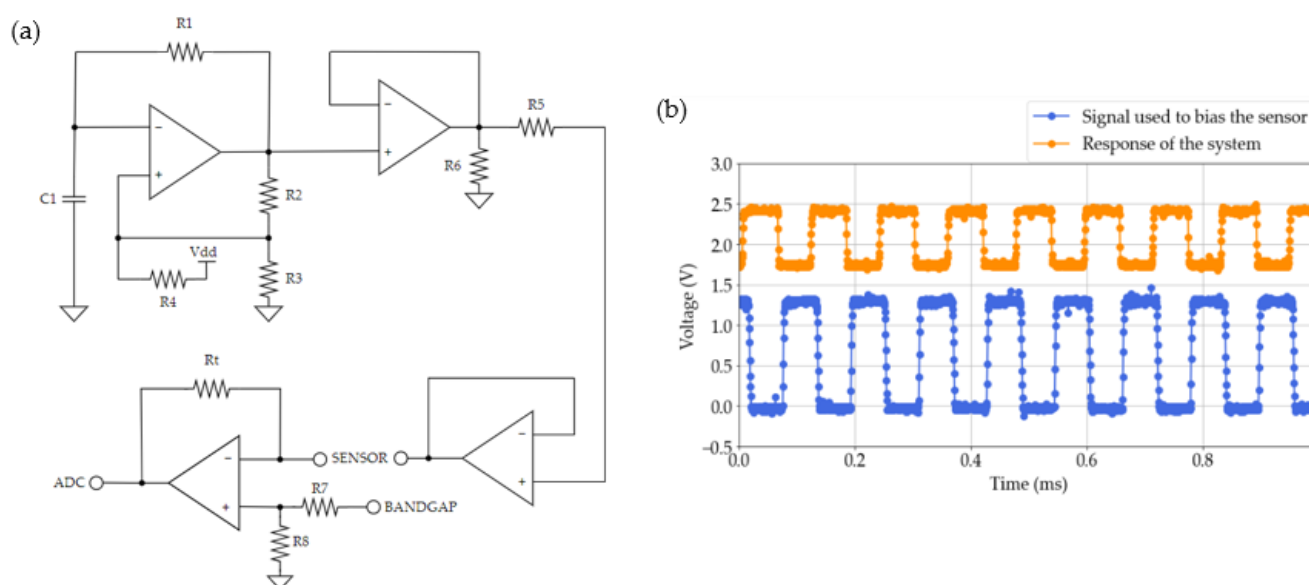 (a)
R1
C1
R2
Vdd
R4
R3
R5
R6
Rt
ADC
SENSOR
R7
BANDGAP
R8
−
+
−
+
−
+
−
+
(b)
Signal used to bias the sensor
Response of the system
Voltage (V)
3.0
2.5
2.0
1.5
1.0
0.5
0.0
−0.5
0.0 0.2 0.4 0.6 0.8
Time (ms)